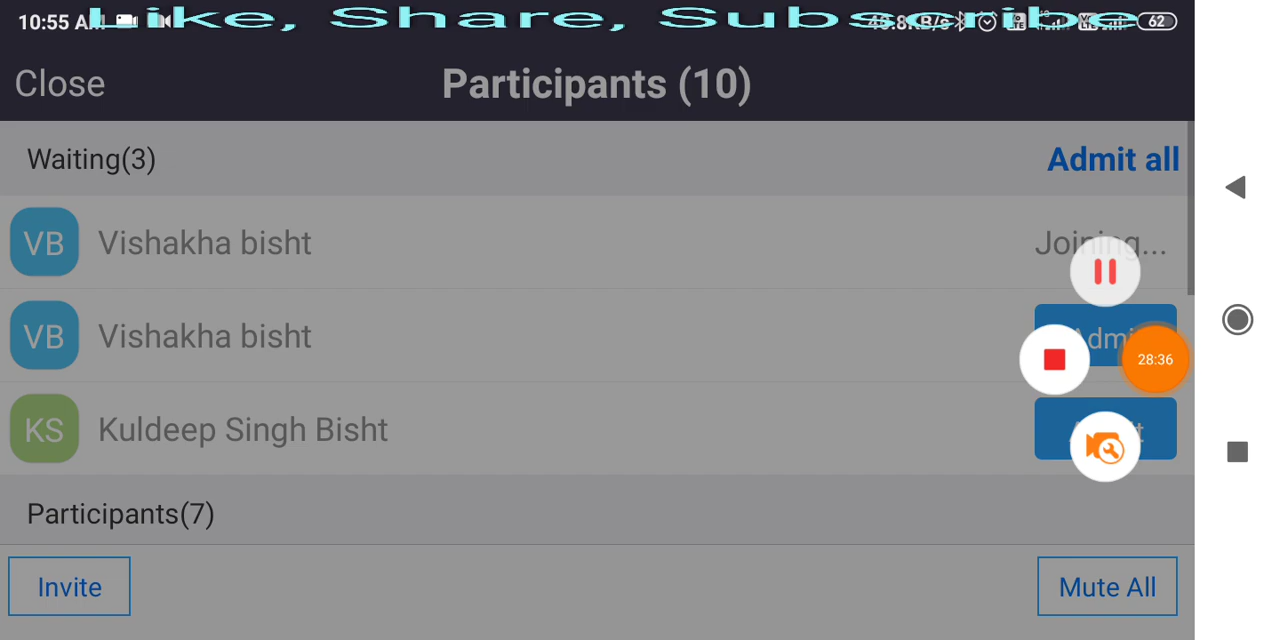 10:55 AM
Like, Share, Subscribe
62
Close
Participants (10)
Waiting(3)
Admit all
VB
Vishakha bisht
Joining...
VB
Vishakha bisht
28:36
KS
Kuldeep Singh Bisht
Participants(7)
Invite
Mute All